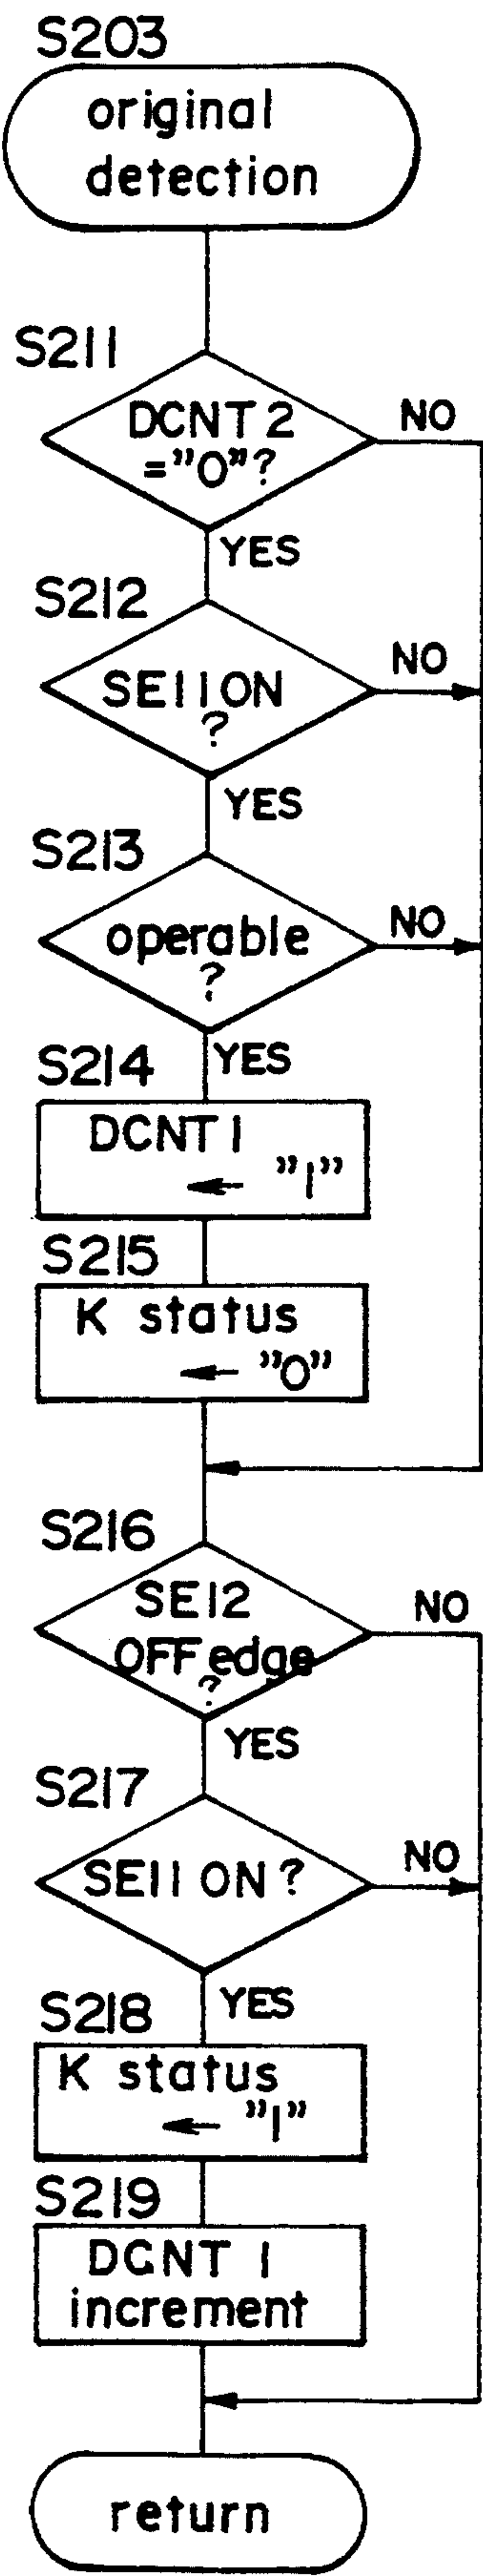 S203
original
detection
S211
DCNT 2
="0"?
NO
YES
S212
SE11 ON
?
NO
YES
S213
operable
?
NO
YES
S214
DCNT 1
← "1"
S215
K status
← "0"
S216
SE12
OFF edge
?
NO
YES
S217
SE11 ON ?
NO
YES
S218
K status
← "1"
S219
DCNT 1
increment
return